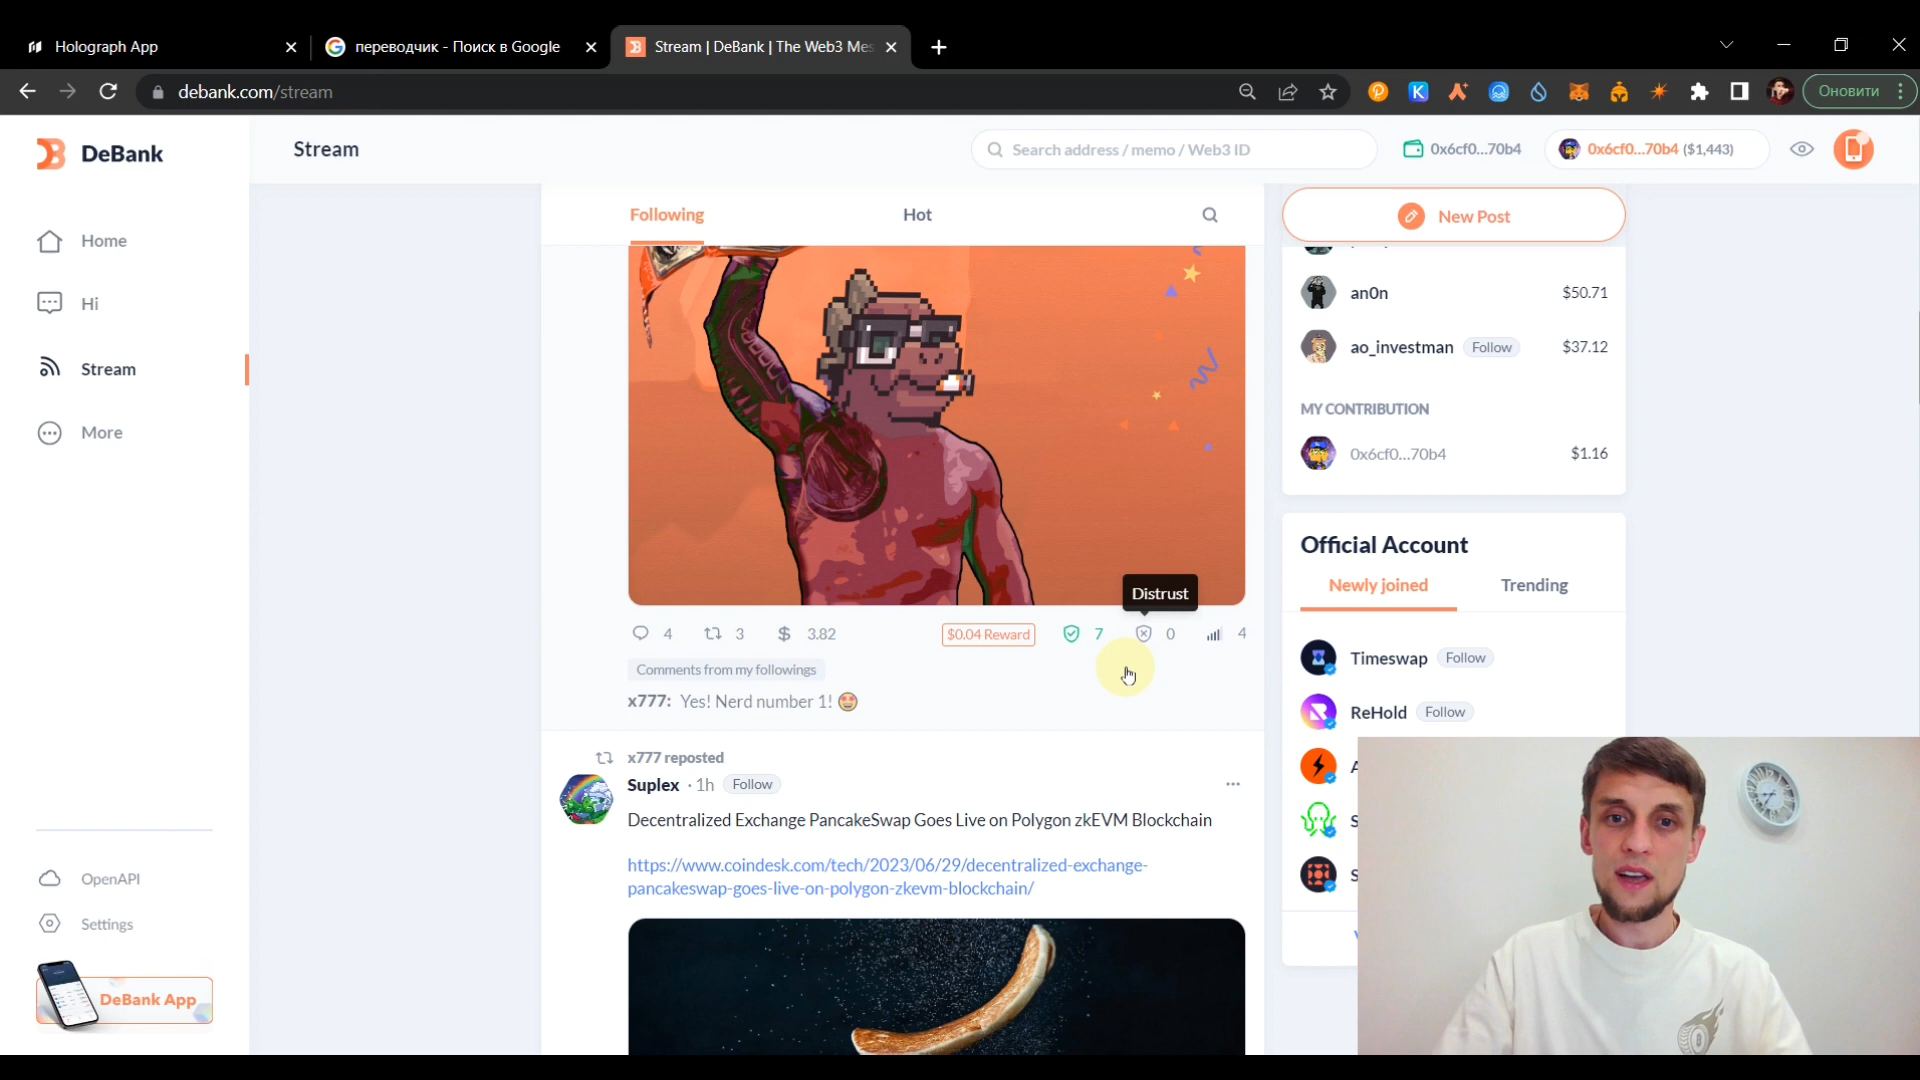 Holograph App
переводчик - Поиск в Google
Stream | DeBank | The Web3 Mes
debank.com/stream
Оновити
DeBank
Stream
Search address / memo / Web3 ID
0x6cf0...70b4
0x6cf0...70b4 ($1,443)
Home
Hi
Stream
More
OpenAPI
Settings
DeBank App
Following
Hot
Distrust
4
3
$ 3.82
$0.04 Reward
7
0
4
Comments from my followings
x777: Yes! Nerd number 1!
x777 reposted
Suplex · 1h Follow
Decentralized Exchange PancakeSwap Goes Live on Polygon zkEVM Blockchain
https://www.coindesk.com/tech/2023/06/29/decentralized-exchange-
pancakeswap-goes-live-on-polygon-zkevm-blockchain/
New Post
an0n $50.71
ao_investman Follow $37.12
MY CONTRIBUTION
0x6cf0...70b4 $1.16
Official Account
Newly joined
Trending
Timeswap Follow
ReHold Follow